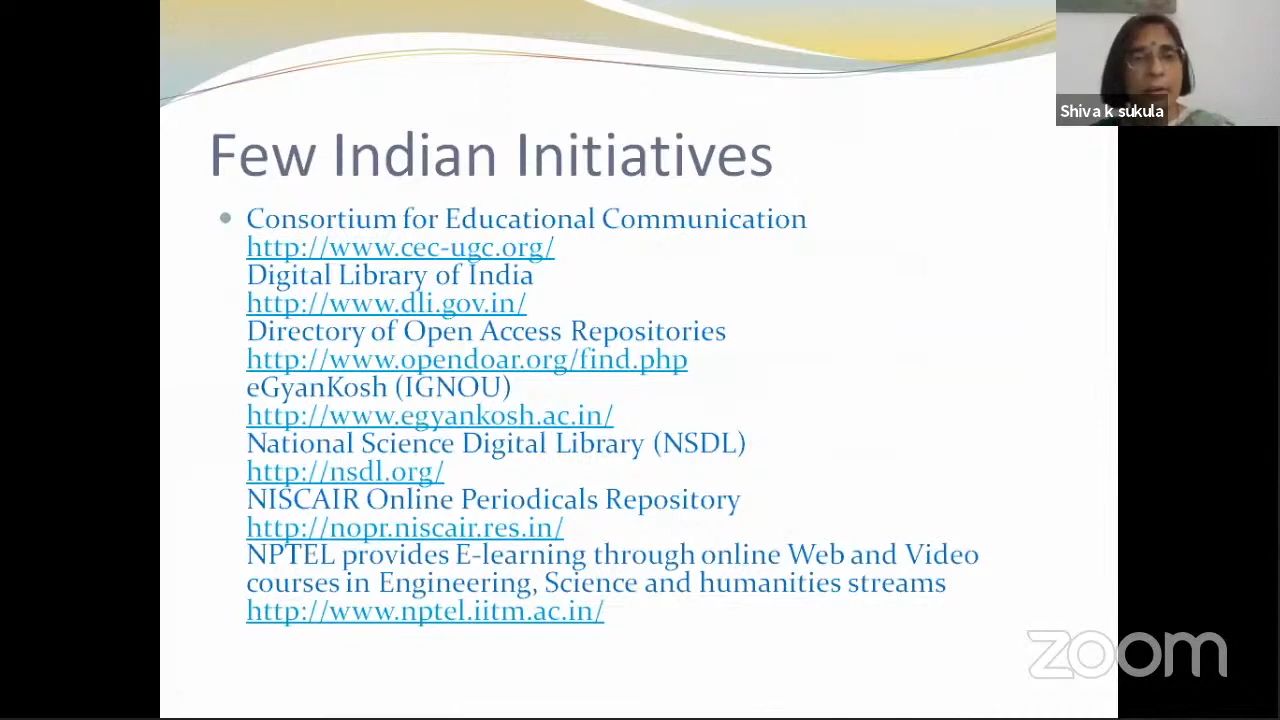 Shiva k sukula
Few Indian Initiatives
Consortium for Educational Communication
http://www.cec-ugc.org/
Digital Library of India
http://www.dli.gov.in/
Directory of Open Access Repositories
http://www.opendoar.org/find.php
eGyanKosh (IGNOU)
http://www.egyankosh.ac.in/
National Science Digital Library (NSDL)
http://nsdl.org/
NISCAIR Online Periodicals Repository
http://nopr.niscair.res.in/
NPTEL provides E-learning through online Web and Video
courses in Engineering, Science and humanities streams
http://www.nptel.iitm.ac.in/
zoom